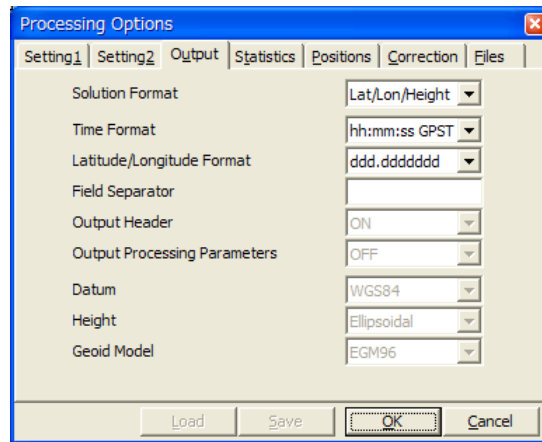 Processing Options
Setting1 Setting2 Output Statistics Positions Correction Files
Solution Format Lat/Lon/Height
Time Format hh:mm:ss GPST
Latitude/Longitude Format ddd.ddddddd
Field Separator
Output Header ON
Output Processing Parameters OFF
Datum WGS84
Height Ellipsoidal
Geoid Model EGM96
Load Save OK Cancel